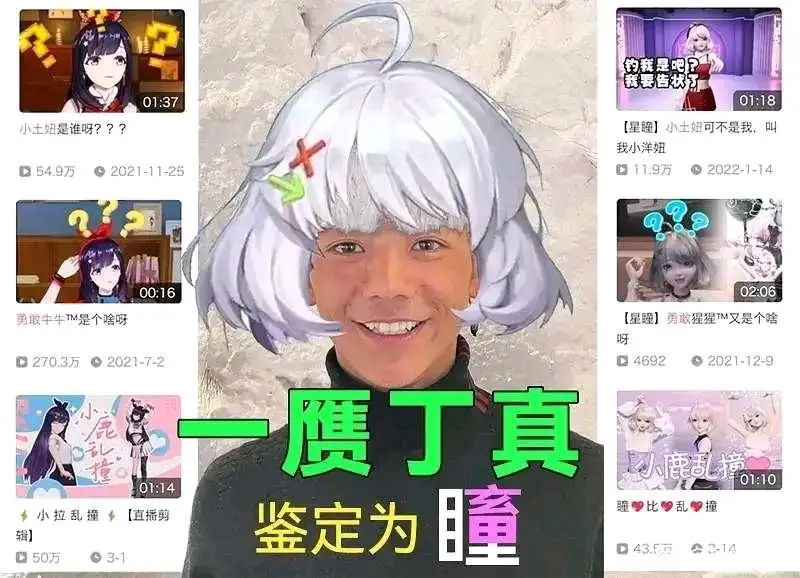 01:37
小土妞是谁呀???
54.9万 2021-11-25
00:16
勇敢牛牛™是个啥呀
270.3万 2021-7-2
小鹿乱撞
01:14
⚡小拉乱撞⚡【直播剪
辑】
50万 3-1
一赝丁真
鉴定为
瞳
钓我是吧?
我要告状了
01:18
【星瞳】小土妞可不是我,叫
我小洋妞
11.9万 2022-1-14
???
02:06
【星瞳】勇敢猩猩™又是个啥
呀
4692 2021-12-9
小鹿乱撞
01:10
瞳💖比💖乱💖撞
43.5万 3-14